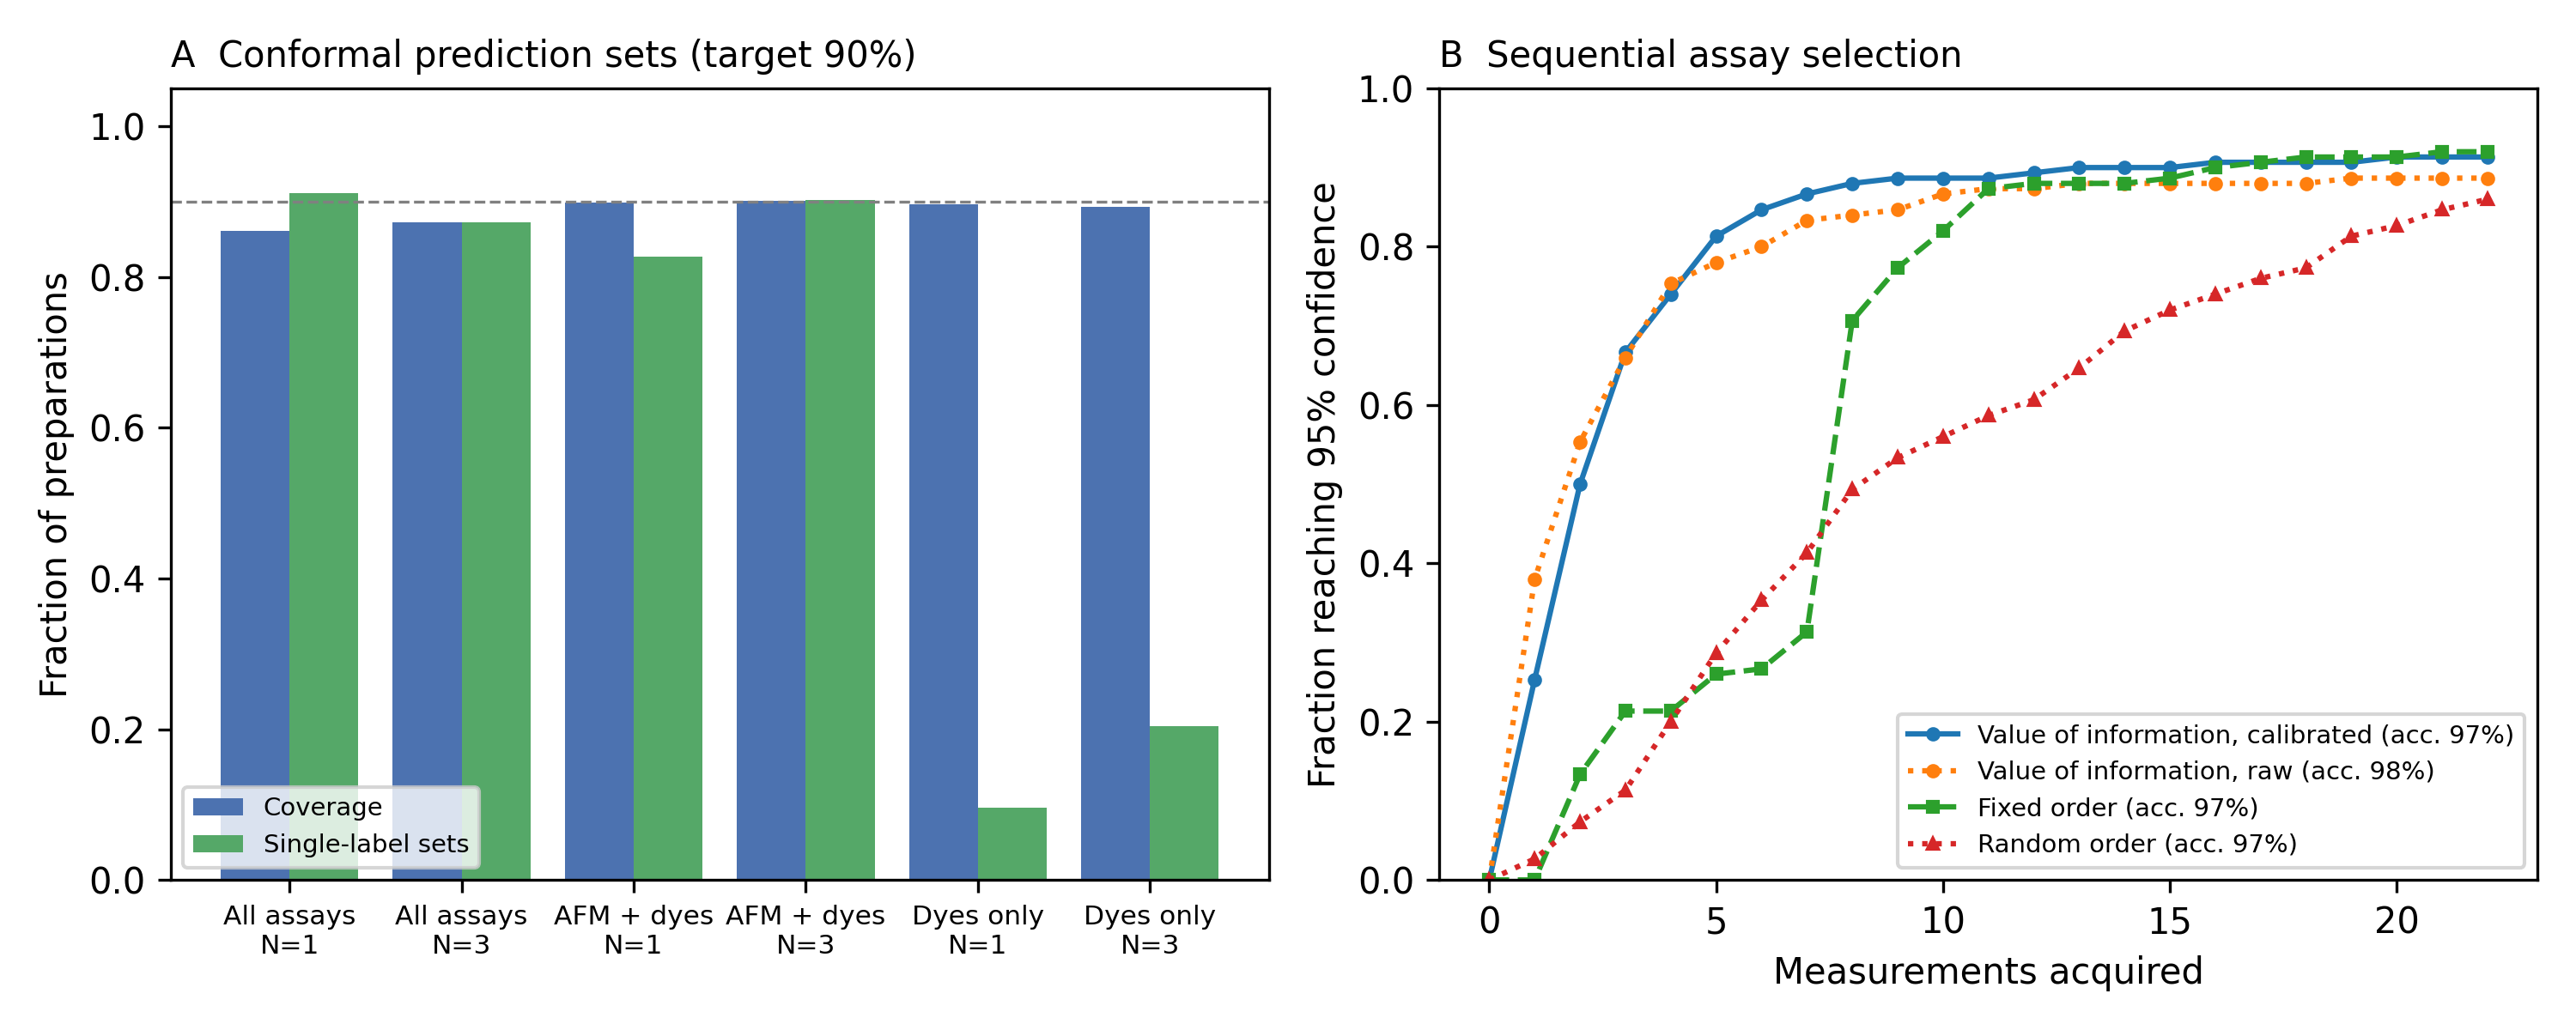 A  Conformal prediction sets (target 90%)
Fraction of preparations
1.0
0.8
0.6
0.4
0.2
0.0
Coverage
Single-label sets
All assays
N=1
All assays
N=3
AFM + dyes
N=1
AFM + dyes
N=3
Dyes only
N=1
Dyes only
N=3
B  Sequential assay selection
Fraction reaching 95% confidence
1.0
0.8
0.6
0.4
0.2
0.0
Value of information, calibrated (acc. 97%)
Value of information, raw (acc. 98%)
Fixed order (acc. 97%)
Random order (acc. 97%)
0
5
10
15
20
Measurements acquired